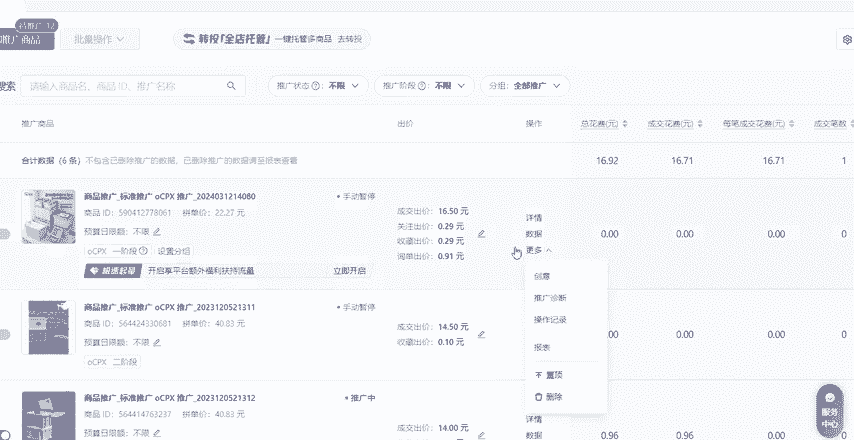 推广商品
批量操作
转投「全店托管」一键托管多商品 去转投
搜索 请输入商品名、商品 ID、推广名称
推广状态: 不限
推广阶段: 不限
分组: 全部推广
推广商品 出价 操作 总花费(元) 成交花费(元) 每笔成交花费(元) 成交笔数
合计数据（6 条）不包含已删除推广的数据，已删除推广的数据请至报表查看 16.92 16.71 16.71 1
商品推广_标准推广 oCPX 推广_2024031214080 手动暂停
商品 ID: 590412778061 拼单价: 22.27 元
预算日限额: 不限
oCPX 一阶段 设置分组
极速起量 开启享平台额外福利扶持流量 立即开启
成交出价: 16.50 元
关注出价: 0.29 元
收藏出价: 0.29 元
询单出价: 0.91 元
详情
数据
更多
0.00 0.00 0.00 0
创意
推广诊断
操作记录
报表
置顶
删除
商品推广_标准推广 oCPX 推广_2023120521311 手动暂停
商品 ID: 564424330681 拼单价: 40.83 元
预算日限额: 不限
oCPX 二阶段
成交出价: 14.50 元
收藏出价: 0.10 元
0.00 0.00 0
商品推广_标准推广 oCPX 推广_2023120521312 推广中
商品 ID: 564414763237 拼单价: 40.83 元
预算日限额: 不限
成交出价: 14.00 元
详情
数据
0.96 0.96 0.00 0
服务
中心